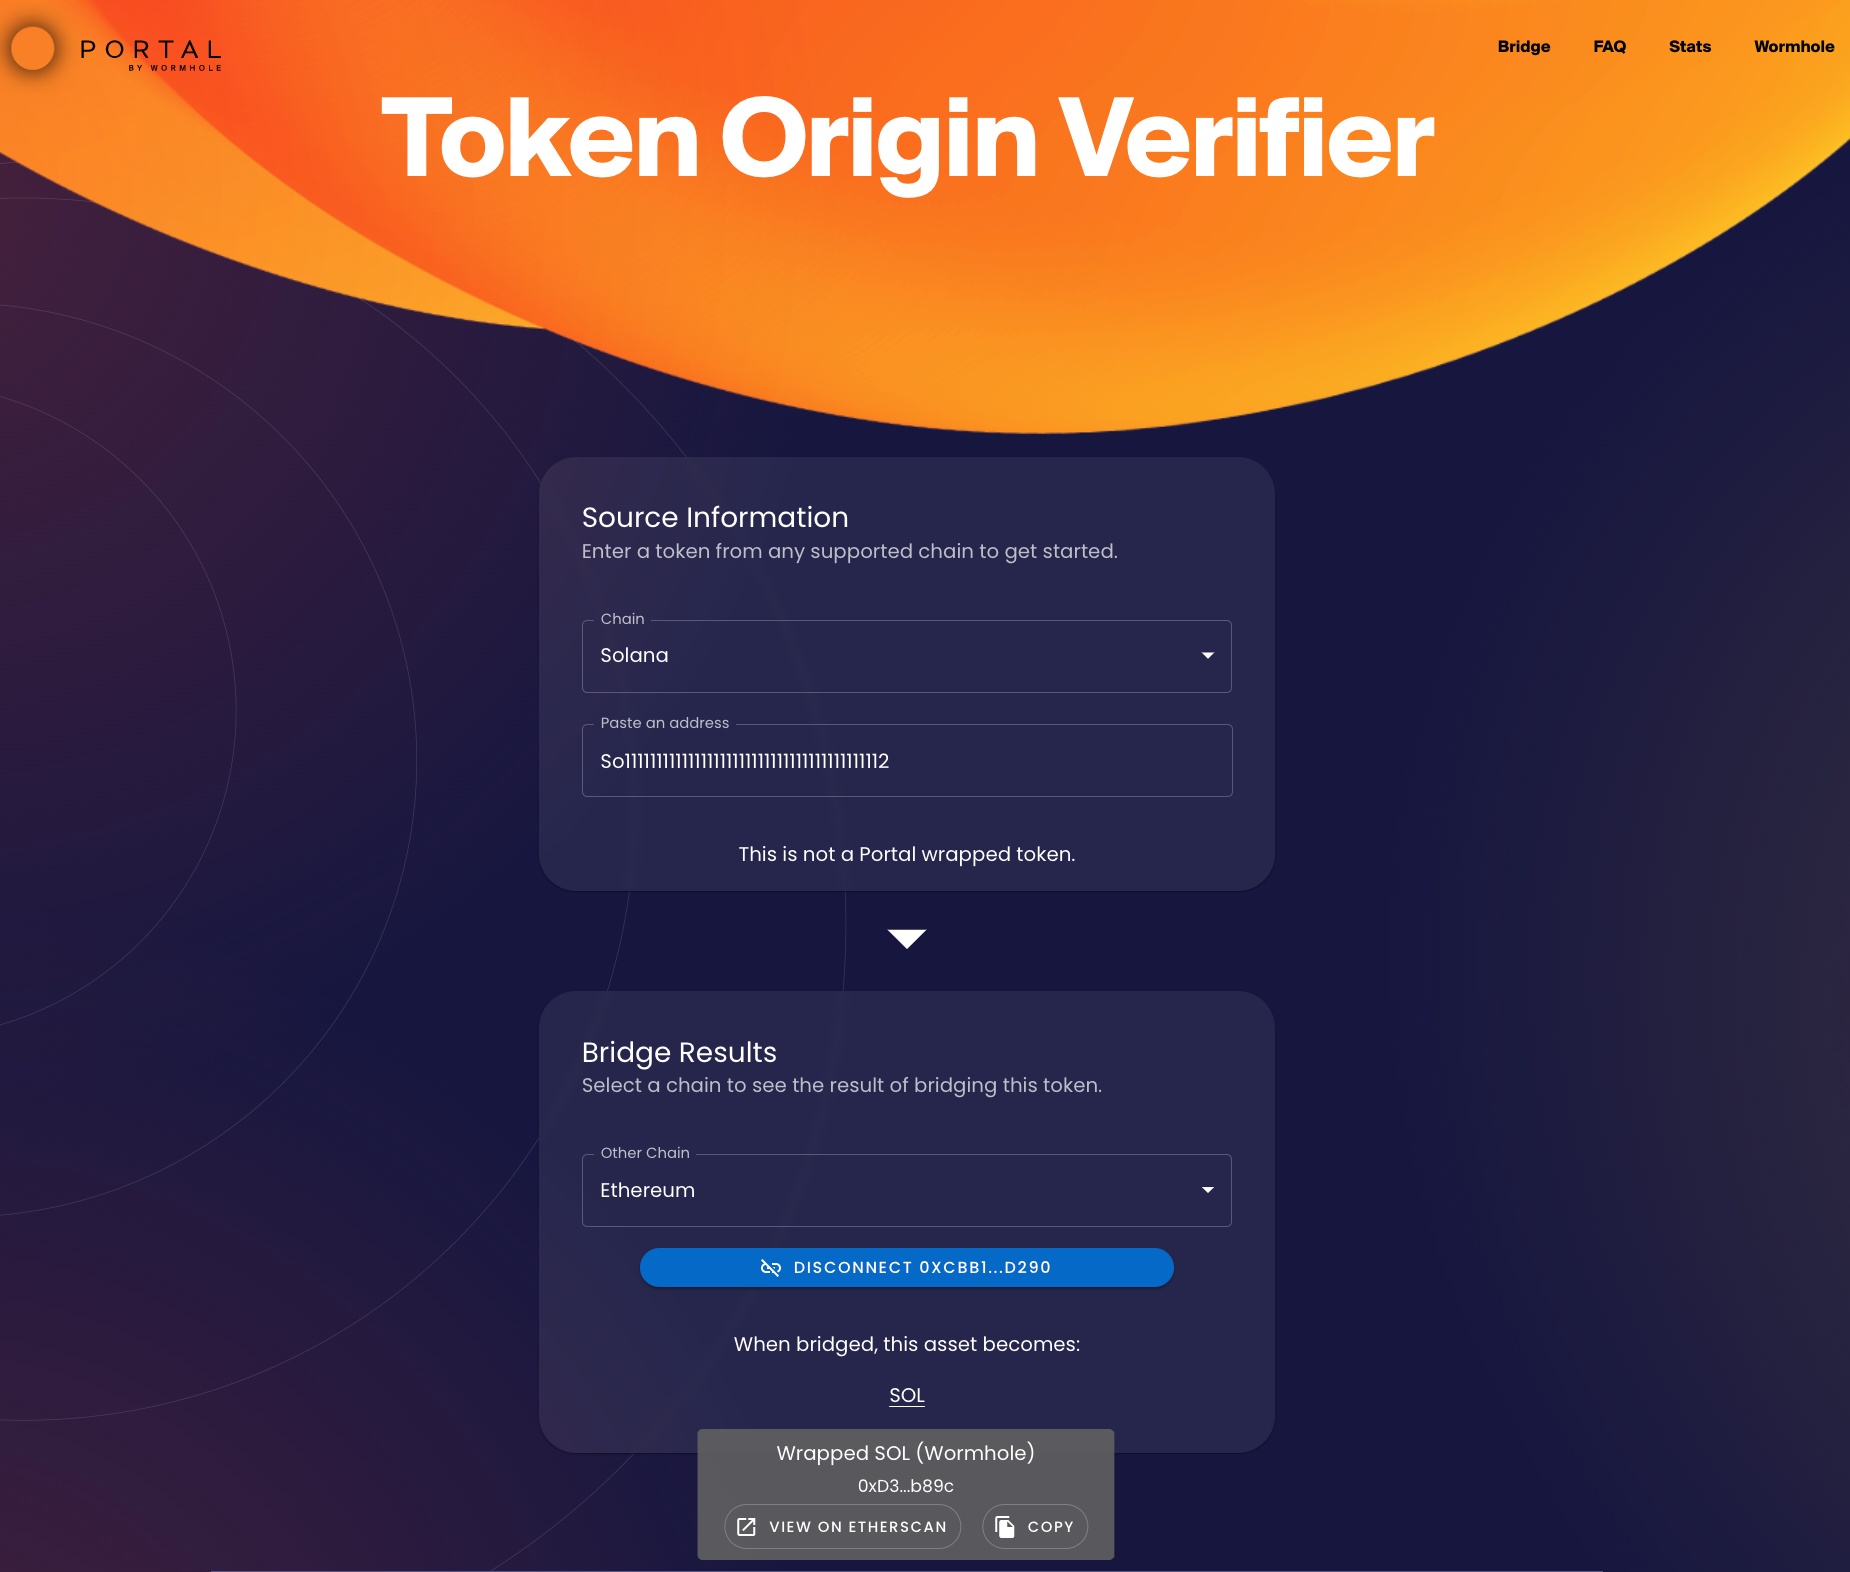 PORTAL
BY WORMHOLE
Bridge FAQ Stats Wormhole
Token Origin Verifier
Source Information
Enter a token from any supported chain to get started.
Chain
Solana
Paste an address
So11111111111111111111111111111111111111112
This is not a Portal wrapped token.
Bridge Results
Select a chain to see the result of bridging this token.
Other Chain
Ethereum
DISCONNECT 0XCBB1...D290
When bridged, this asset becomes:
SOL
Wrapped SOL (Wormhole)
0xD3...b89c
VIEW ON ETHERSCAN COPY